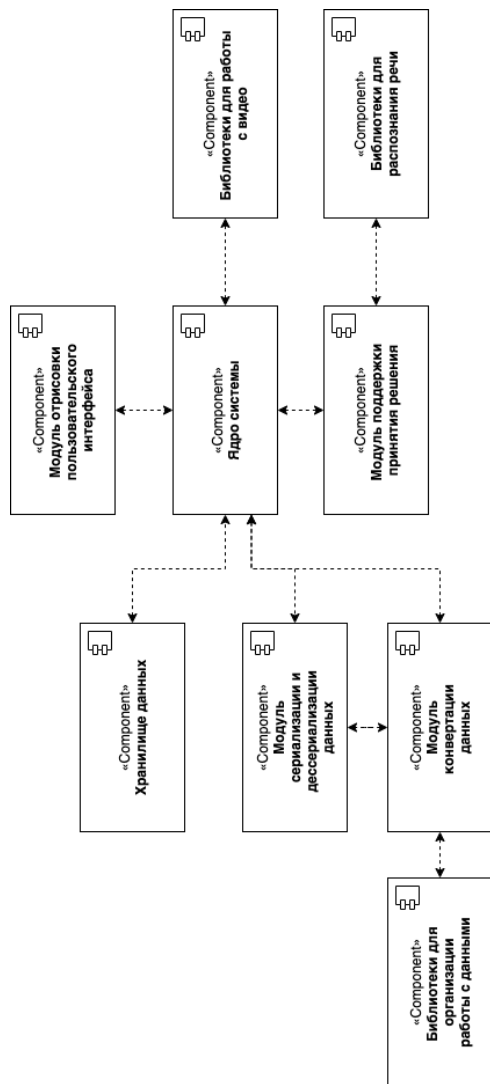 «Component»
Модуль отрисовки
пользовательского
интерфейса
«Component»
Хранилище данных
«Component»
Ядро системы
«Component»
Библиотеки для работы
с видео
«Component»
Модуль
сериализации и
дессериализации
данных
«Component»
Модуль поддержки
принятия решения
«Component»
Библиотеки для
распознания речи
«Component»
Библиотеки для
организации
работы с данными
«Component»
Модуль
конвертации
данных